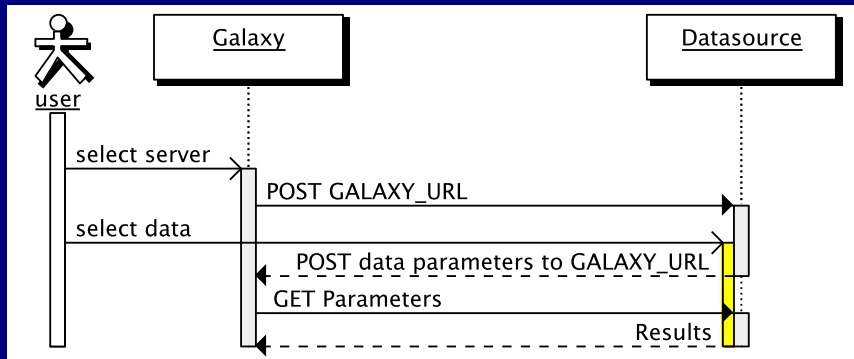 Galaxy
Datasource
user
select server
POST GALAXY_URL
select data
POST data parameters to GALAXY_URL
GET Parameters
Results